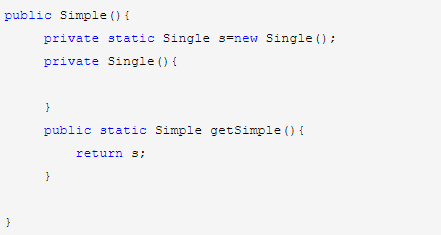 public Simple(){
private static Single s=new Single();
private Single(){
}
public static Simple getSimple(){
return s;
}
}